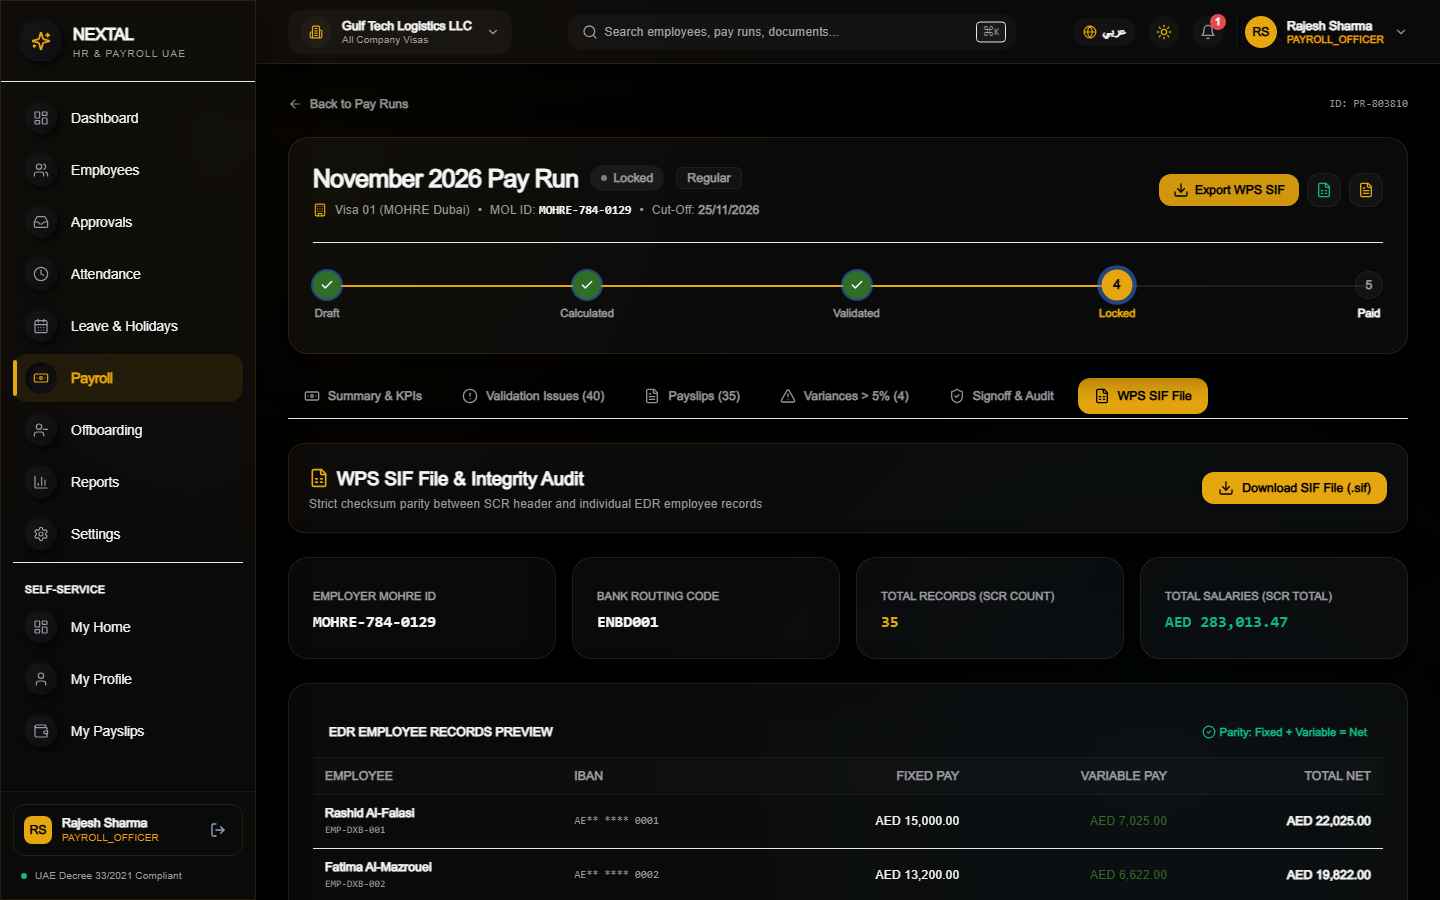 NEXTAL
HR & PAYROLL UAE
Gulf Tech Logistics LLC
All Company Visas
Search employees, pay runs, documents...
⌘K
عربي
1
RS
Rajesh Sharma
PAYROLL_OFFICER
Dashboard
Employees
Approvals
Attendance
Leave & Holidays
Payroll
Offboarding
Reports
Settings
SELF-SERVICE
My Home
My Profile
My Payslips
RS
Rajesh Sharma
PAYROLL_OFFICER
UAE Decree 33/2021 Compliant
Back to Pay Runs
ID: PR-803810
November 2026 Pay Run
Locked
Regular
Visa 01 (MOHRE Dubai) • MOL ID: MOHRE-784-0129 • Cut-Off: 25/11/2026
Export WPS SIF
4
5
Draft
Calculated
Validated
Locked
Paid
Summary & KPIs
Validation Issues (40)
Payslips (35)
Variances > 5% (4)
Signoff & Audit
WPS SIF File
WPS SIF File & Integrity Audit
Strict checksum parity between SCR header and individual EDR employee records
Download SIF File (.sif)
EMPLOYER MOHRE ID
MOHRE-784-0129
BANK ROUTING CODE
ENBD001
TOTAL RECORDS (SCR COUNT)
35
TOTAL SALARIES (SCR TOTAL)
AED 283,013.47
EDR EMPLOYEE RECORDS PREVIEW
Parity: Fixed + Variable = Net
EMPLOYEE IBAN FIXED PAY VARIABLE PAY TOTAL NET
Rashid Al-Falasi
EMP-DXB-001
AE** **** 0001 AED 15,000.00 AED 7,025.00 AED 22,025.00
Fatima Al-Mazrouei
EMP-DXB-002
AE** **** 0002 AED 13,200.00 AED 6,622.00 AED 19,822.00